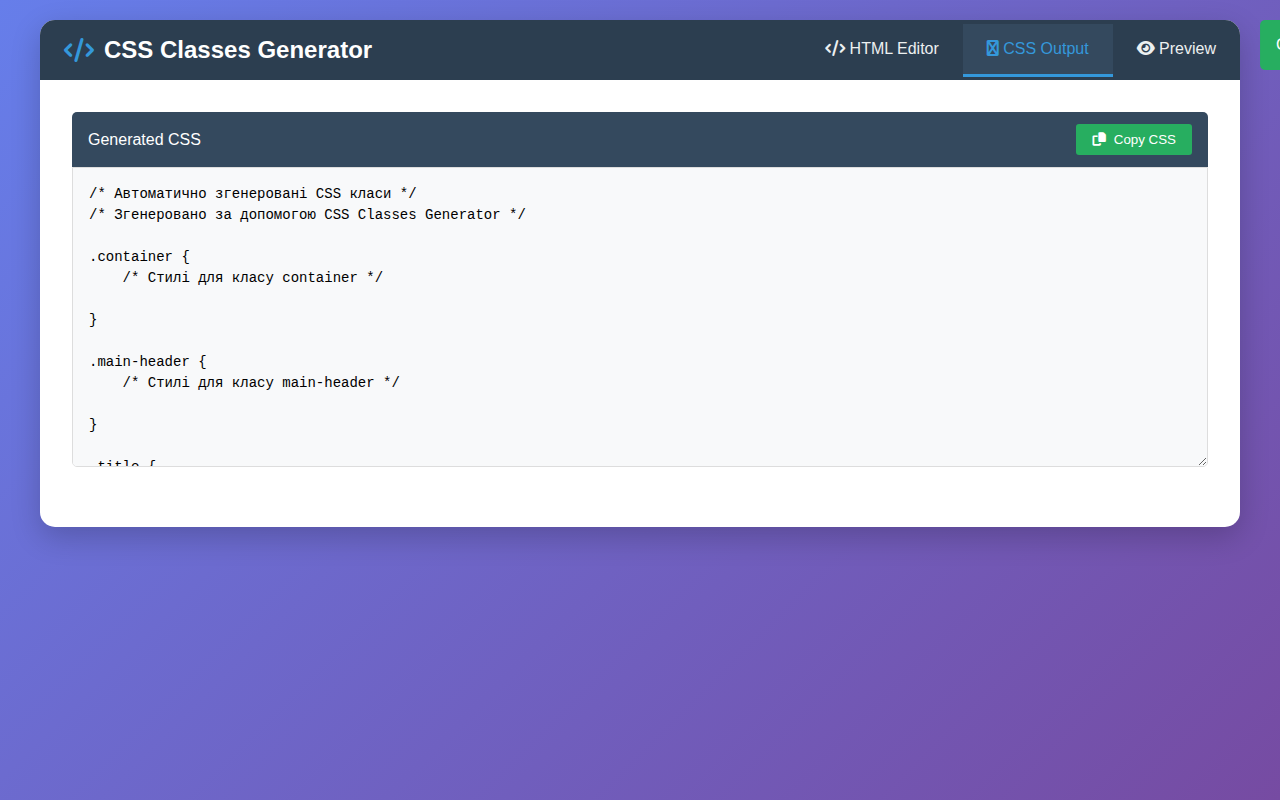 CSS Classes Generator
HTML Editor
CSS Output
Preview
Generated CSS
Copy CSS
/* Автоматично згенеровані CSS класи */
/* Згенеровано за допомогою CSS Classes Generator */
.container {
/* Стилі для класу container */
}
.main-header {
/* Стилі для класу main-header */
}
.title {